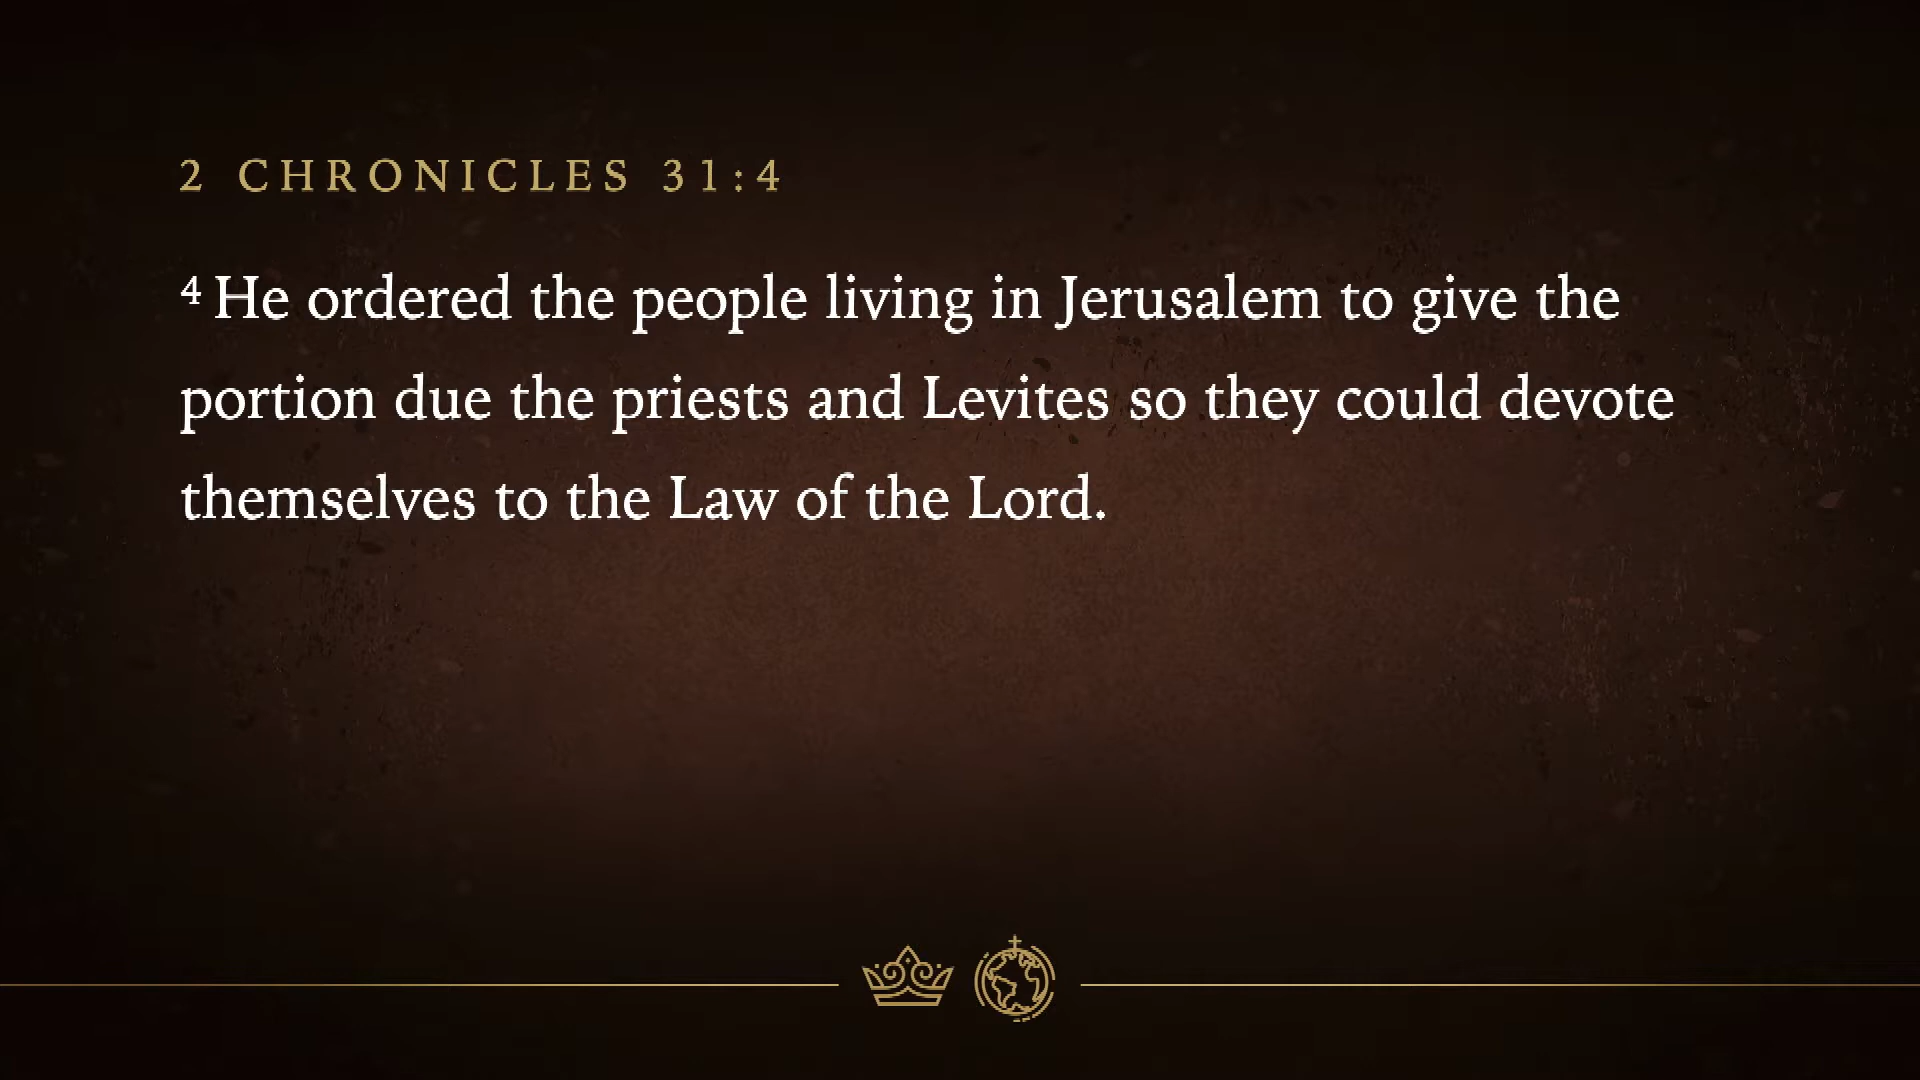 2 CHRONICLES 31:4
⁴ He ordered the people living in Jerusalem to give the
portion due the priests and Levites so they could devote
themselves to the Law of the Lord.